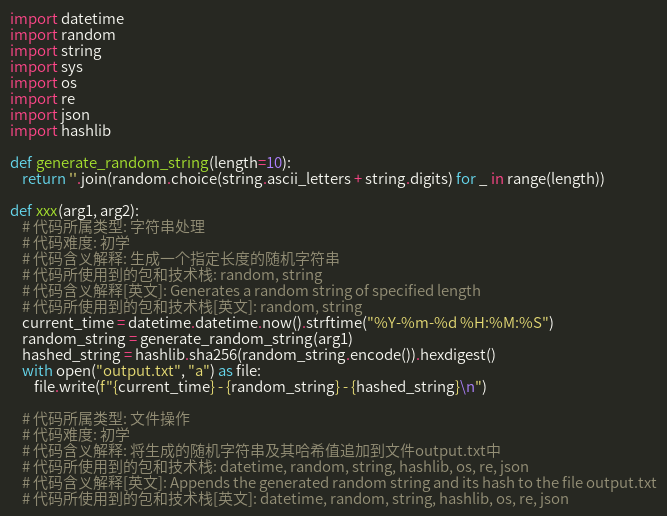 import datetime
import random
import string
import sys
import os
import re
import json
import hashlib
def generate_random_string(length=10):
return ''.join(random.choice(string.ascii_letters + string.digits) for _ in range(length))
def xxx(arg1, arg2):
# 代码所属类型: 字符串处理
# 代码难度: 初学
# 代码含义解释: 生成一个指定长度的随机字符串
# 代码所使用到的包和技术栈: random, string
# 代码含义解释[英文]: Generates a random string of specified length
# 代码所使用到的包和技术栈[英文]: random, string
current_time = datetime.datetime.now().strftime("%Y-%m-%d %H:%M:%S")
random_string = generate_random_string(arg1)
hashed_string = hashlib.sha256(random_string.encode()).hexdigest()
with open("output.txt", "a") as file:
file.write(f"{current_time} - {random_string} - {hashed_string}\n")
# 代码所属类型: 文件操作
# 代码难度: 初学
# 代码含义解释: 将生成的随机字符串及其哈希值追加到文件output.txt中
# 代码所使用到的包和技术栈: datetime, random, string, hashlib, os, re, json
# 代码含义解释[英文]: Appends the generated random string and its hash to the file output.txt
# 代码所使用到的包和技术栈[英文]: datetime, random, string, hashlib, os, re, json